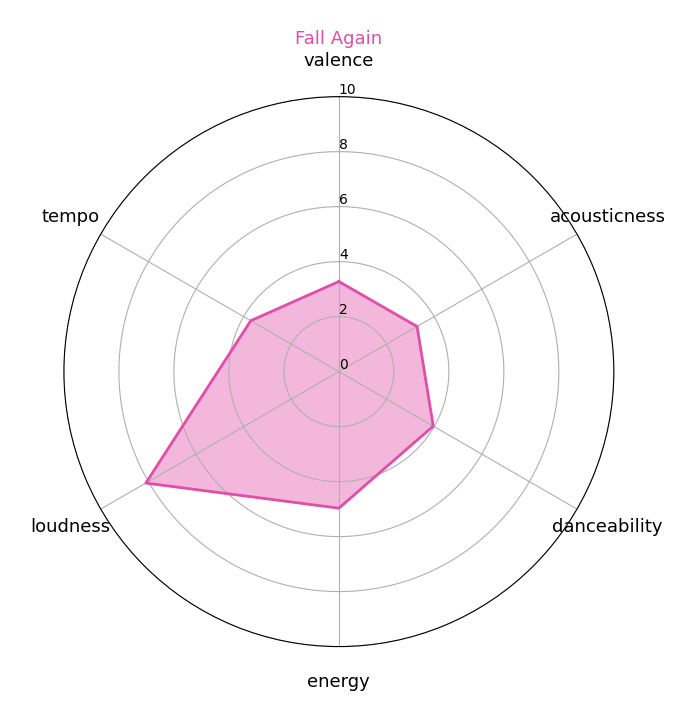 Fall Again
valence
10
8
6
4
2
0
tempo
acousticness
loudness
danceability
energy